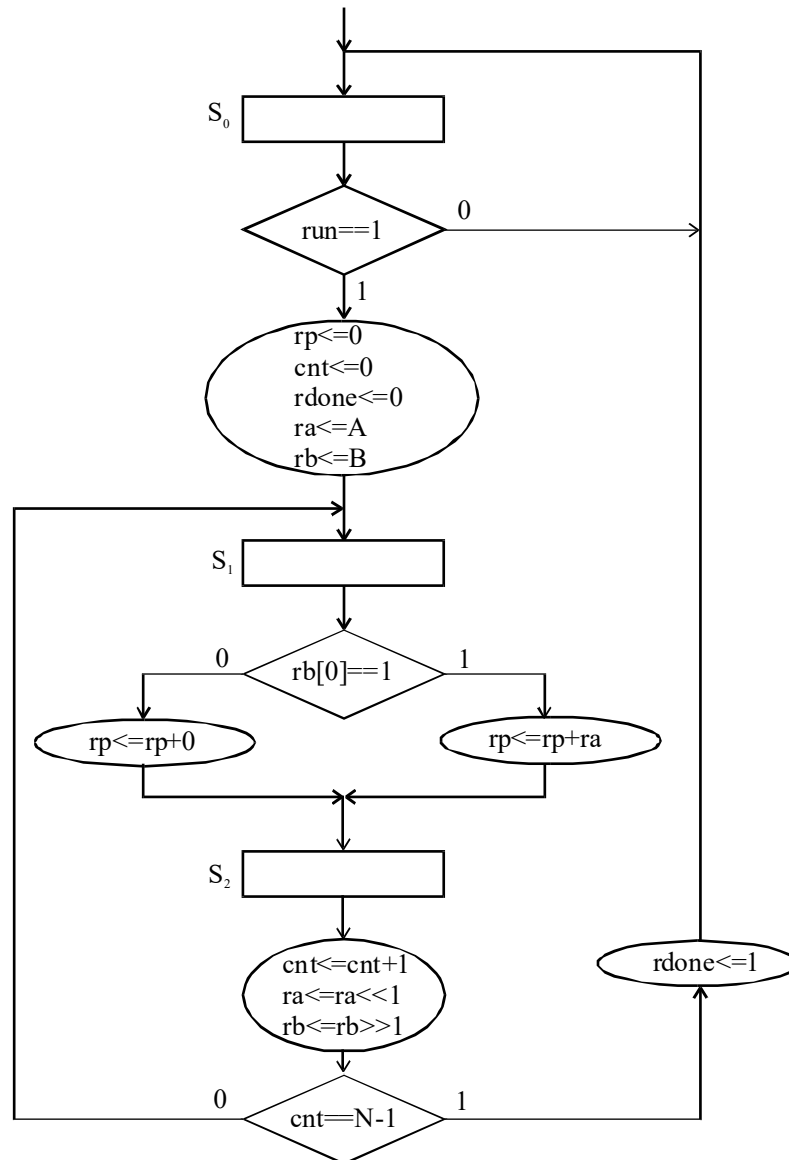 S₀
run==1
0
1
rp<=0
cnt<=0
rdone<=0
ra<=A
rb<=B
S₁
0
rb[0]==1
1
rp<=rp+0
rp<=rp+ra
S₂
cnt<=cnt+1
ra<=ra<<1
rb<=rb>>1
rdone<=1
0
cnt==N-1
1